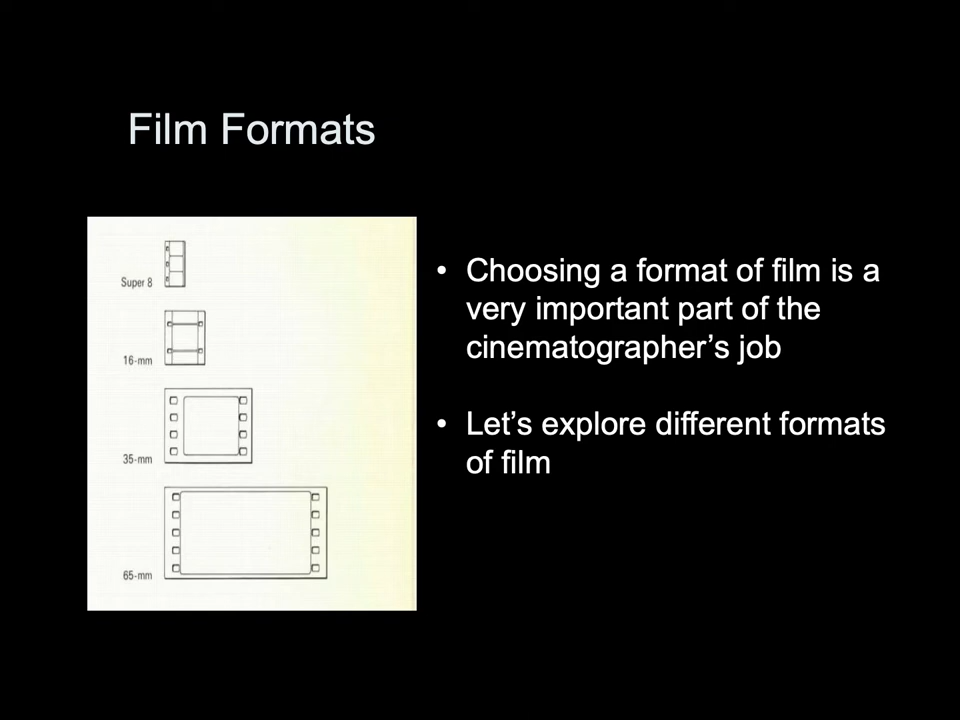 Film Formats
Super 8
16-mm
35-mm
65-mm
• Choosing a format of film is a
very important part of the
cinematographer’s job
• Let’s explore different formats
of film